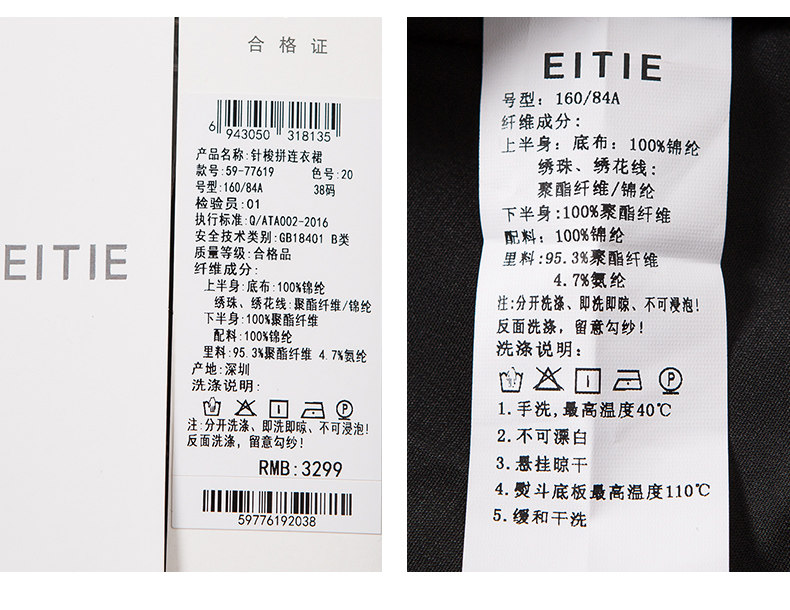 EITIE
合格证
6 943050 318135
产品名称:针梭拼连衣裙
款号:59-77619 色号:20
号型:160/84A 38码
检验员:01
执行标准:Q/ATA002-2016
安全技术类别:GB18401 B类
质量等级:合格品
纤维成分:
上半身:底布:100%锦纶
绣珠、绣花线:聚酯纤维/锦纶
下半身:100%聚酯纤维
配料:100%锦纶
里料:95.3%聚酯纤维 4.7%氨纶
产地:深圳
洗涤说明:
注:分开洗涤、即洗即晾、不可浸泡!
反面洗涤，留意勾纱!
RMB:3299
59776192038
EITIE
号型: 160/84A
纤维成分:
上半身: 底布: 100%锦纶
绣珠、绣花线:
聚酯纤维/锦纶
下半身:100%聚酯纤维
配料: 100%锦纶
里料:95.3%聚酯纤维
4.7%氨纶
注:分开洗涤、即洗即晾、不可浸泡!
反面洗涤，留意勾纱!
洗涤说明:
1.手洗,最高温度40℃
2.不可漂白
3.悬挂晾干
4.熨斗底板最高温度110℃
5.缓和干洗